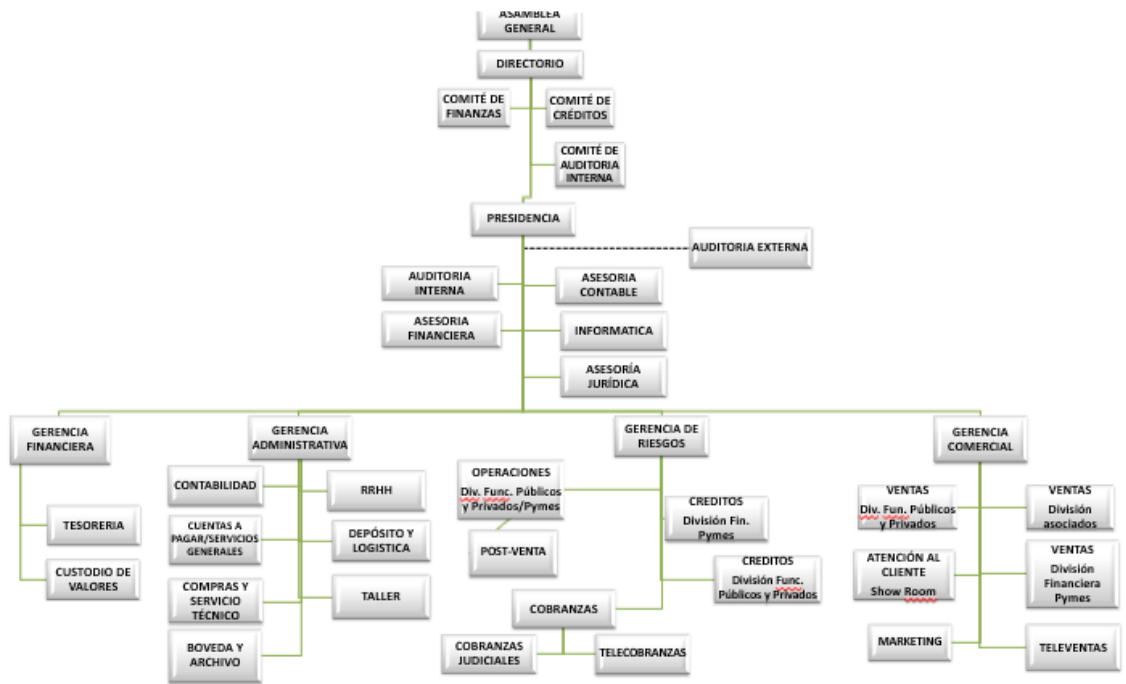 ASAMBLEA
GENERAL
DIRECTORIO
COMITÉ DE
FINANZAS
COMITÉ DE
CRÉDITOS
COMITÉ DE
AUDITORIA
INTERNA
PRESIDENCIA
AUDITORIA EXTERNA
AUDITORIA
INTERNA
ASESORIA
CONTABLE
ASESORIA
FINANCIERA
INFORMATICA
ASESORÍA
JURÍDICA
GERENCIA
FINANCIERA
TESORERIA
CUSTODIO DE
VALORES
GERENCIA
ADMINISTRATIVA
CONTABILIDAD
RRHH
CUENTAS A
PAGAR/SERVICIOS
GENERALES
DEPÓSITO Y
LOGISTICA
COMPRAS Y
SERVICIO
TÉCNICO
TALLER
BOVEDA Y
ARCHIVO
GERENCIA DE
RIESGOS
OPERACIONES
Div. Func. Públicos
y Privados/Pymes
POST-VENTA
CREDITOS
División Fin.
Pymes
CREDITOS
División Func.
Públicos y Privados
COBRANZAS
COBRANZAS
JUDICIALES
TELECOBRANZAS
GERENCIA
COMERCIAL
VENTAS
Div. Fun. Públicos
y Privados
VENTAS
División
asociados
ATENCIÓN AL
CLIENTE
Show Room
VENTAS
División
Financiera
Pymes
MARKETING
TELEVENTAS